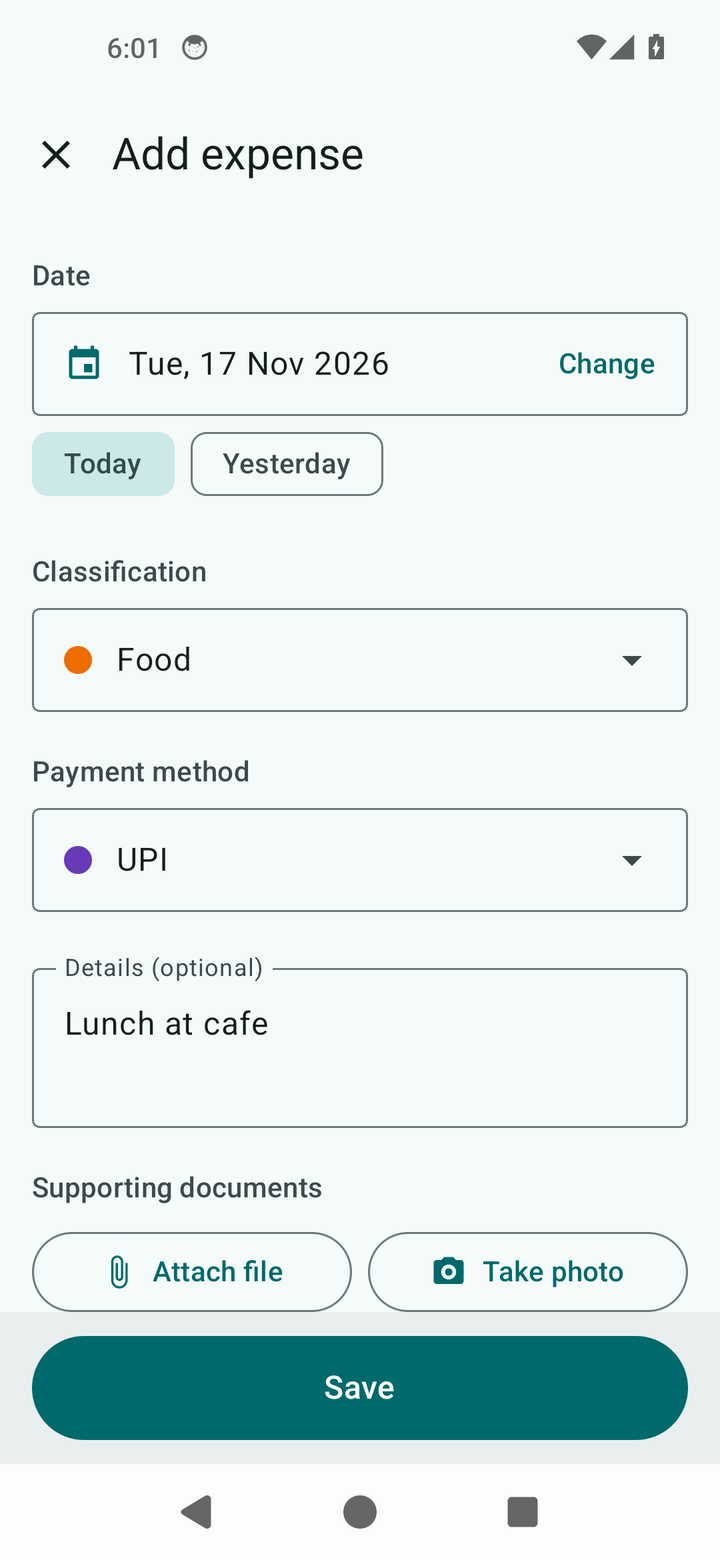 6:01
Add expense
Date
Tue, 17 Nov 2026 Change
Today Yesterday
Classification
Food
Payment method
UPI
Details (optional)
Lunch at cafe
Supporting documents
Attach file Take photo
Save